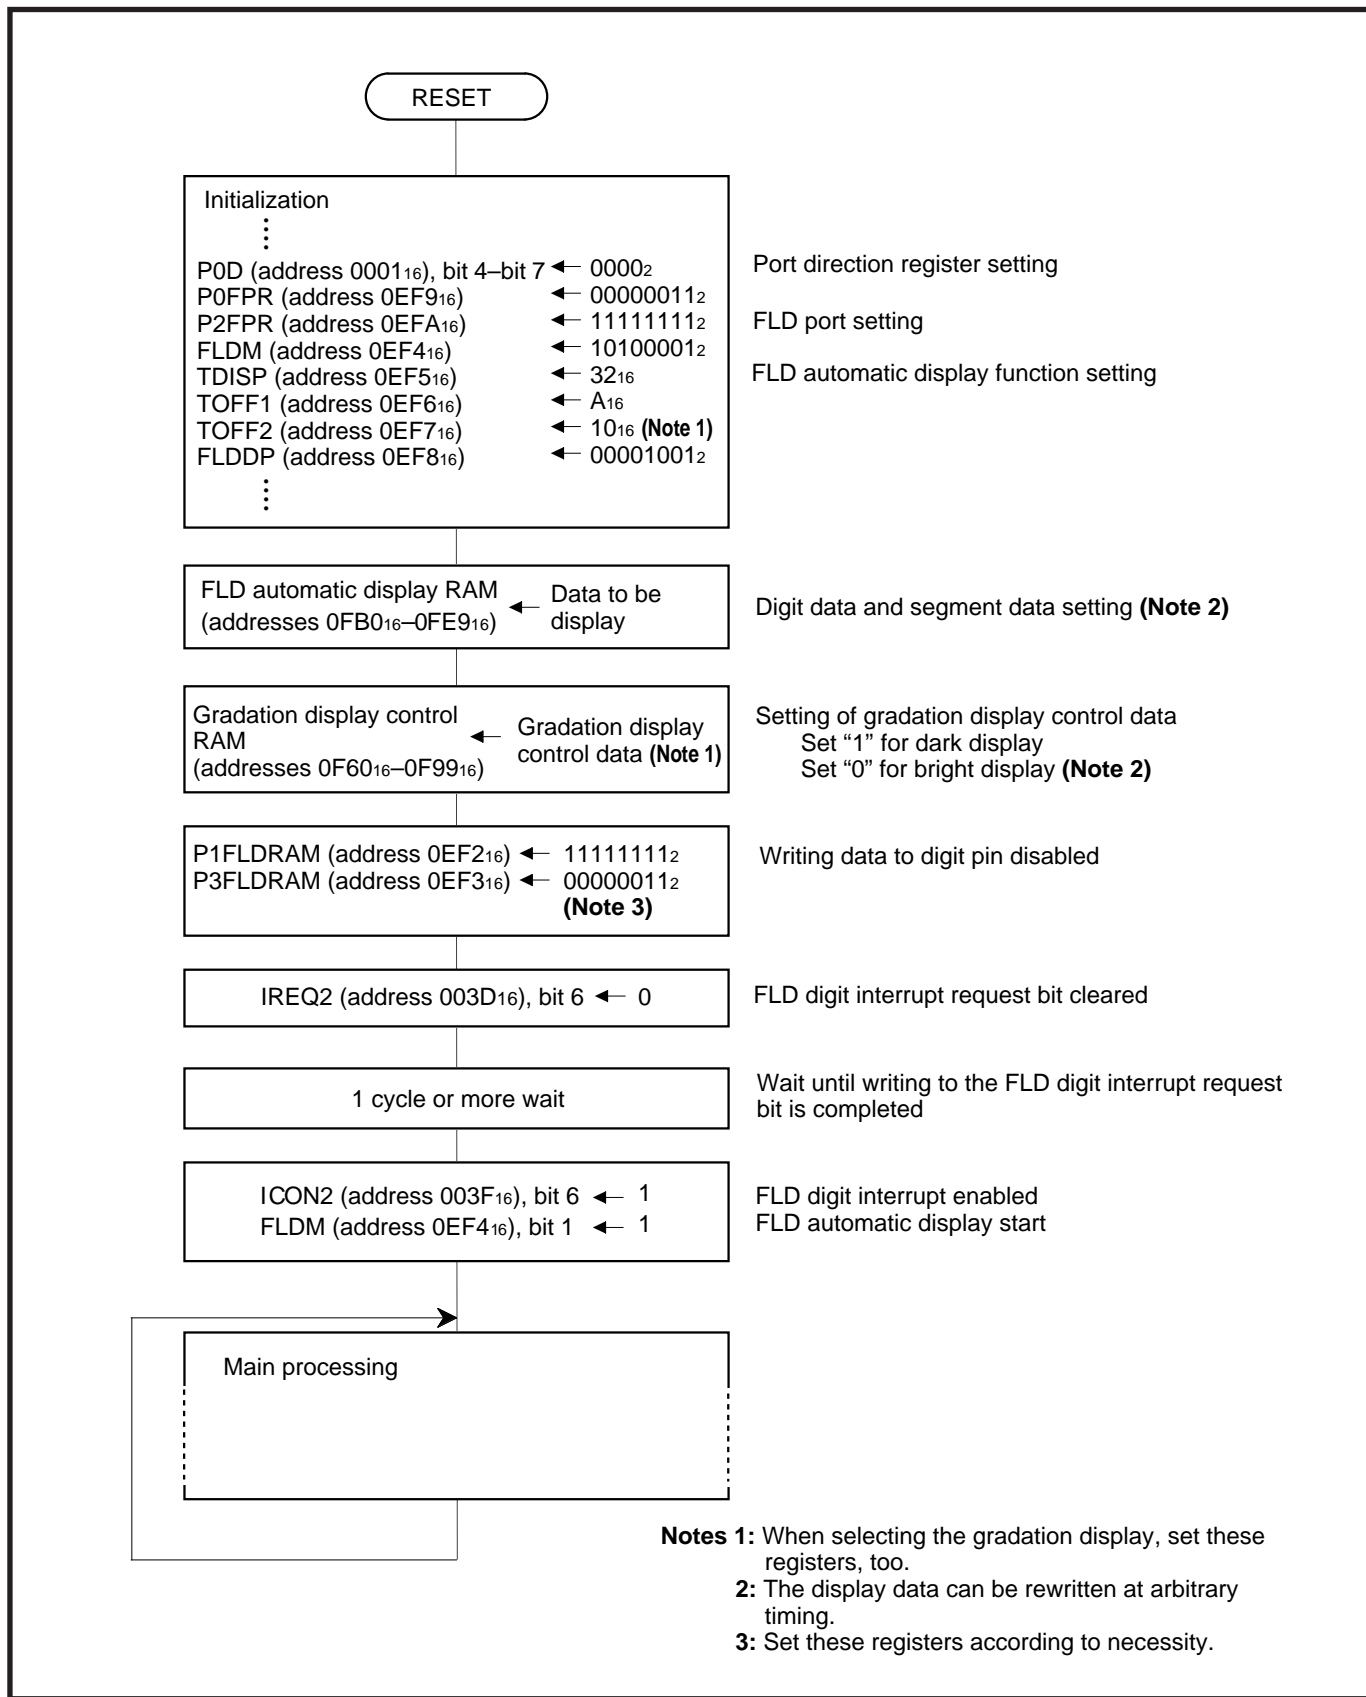 RESET
Initialization
P0D (address 0001₁₆), bit 4–bit 7 ← 0000₂ Port direction register setting
P0FPR (address 0EF9₁₆) ← 00000011₂
P2FPR (address 0EFA₁₆) ← 11111111₂ FLD port setting
FLDM (address 0EF4₁₆) ← 10100001₂
TDISP (address 0EF5₁₆) ← 32₁₆ FLD automatic display function setting
TOFF1 (address 0EF6₁₆) ← A₁₆
TOFF2 (address 0EF7₁₆) ← 10₁₆ (Note 1)
FLDDP (address 0EF8₁₆) ← 00001001₂
FLD automatic display RAM
(addresses 0FB0₁₆–0FE9₁₆)
← Data to be
display
Digit data and segment data setting (Note 2)
Gradation display control
RAM
(addresses 0F60₁₆–0F99₁₆)
← Gradation display
control data (Note 1)
Setting of gradation display control data
Set “1” for dark display
Set “0” for bright display (Note 2)
P1FLDRAM (address 0EF2₁₆) ← 11111111₂ Writing data to digit pin disabled
P3FLDRAM (address 0EF3₁₆) ← 00000011₂
(Note 3)
IREQ2 (address 003D₁₆), bit 6 ← 0 FLD digit interrupt request bit cleared
1 cycle or more wait
Wait until writing to the FLD digit interrupt request
bit is completed
ICON2 (address 003F₁₆), bit 6 ← 1 FLD digit interrupt enabled
FLDM (address 0EF4₁₆), bit 1 ← 1 FLD automatic display start
Main processing
Notes 1: When selecting the gradation display, set these
registers, too.
2: The display data can be rewritten at arbitrary
timing.
3: Set these registers according to necessity.